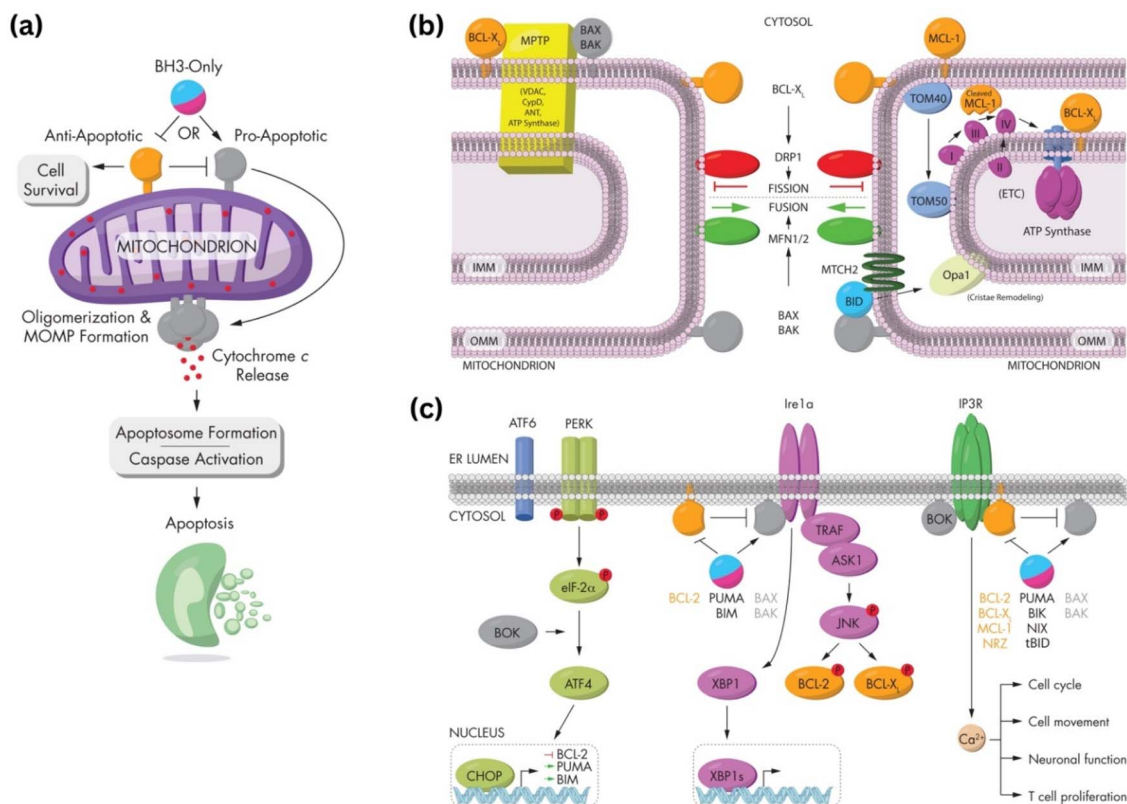 (a)
BH3-Only
Anti-Apoptotic
OR
Pro-Apoptotic
Cell
Survival
MITOCHONDRION
Oligomerization &
MOMP Formation
Cytochrome c
Release
Apoptosome Formation
Caspase Activation
Apoptosis
(b)
CYTOSOL
BCL-XL
MPTP
BAX
BAK
(VDAC,
CypD,
ANT,
ATP Synthase)
BCL-XL
DRP1
FISSION
FUSION
MFN1/2
BAX
BAK
IMM
OMM
MITOCHONDRION
MCL-1
TOM40
Cleaved
MCL-1
BCL-XL
I
II
III
IV
(ETC)
TOM50
ATP Synthase
MTCH2
BID
Opa1
(Cristae Remodeling)
IMM
OMM
MITOCHONDRION
(c)
ATF6
PERK
Ire1a
IP3R
ER LUMEN
CYTOSOL
P
P
eIF-2α
P
BOK
ATF4
NUCLEUS
CHOP
BCL-2
PUMA
BIM
BCL-2
PUMA
BIM
BAX
BAK
TRAF
ASK1
JNK
P
BCL-2
P
BCL-XL
P
XBP1
XBP1s
BOK
BCL-2
BCL-XL
MCL-1
NRZ
PUMA
BIK
NIX
tBID
BAX
BAK
Ca2+
Cell cycle
Cell movement
Neuronal function
T cell proliferation